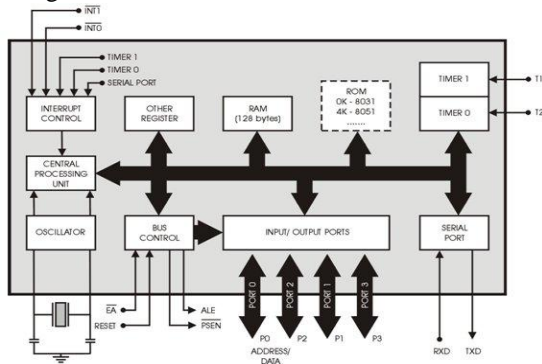 INT1
INT0
TIMER 1
TIMER 0
SERIAL PORT
INTERRUPT
CONTROL
OTHER
REGISTER
RAM
(128 bytes)
ROM
0K - 8031
4K - 8051
.......
TIMER 1
TIMER 0
T1
T2
CENTRAL
PROCESSING
UNIT
OSCILLATOR
BUS
CONTROL
INPUT/ OUTPUT PORTS
SERIAL
PORT
PORT 0
PORT 2
PORT 1
PORT 3
EA
RESET
ALE
PSEN
P0
P2
P1
P3
ADDRESS/
DATA
RXD
TXD